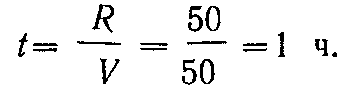 t = R/V = 50/50 = 1 ч.